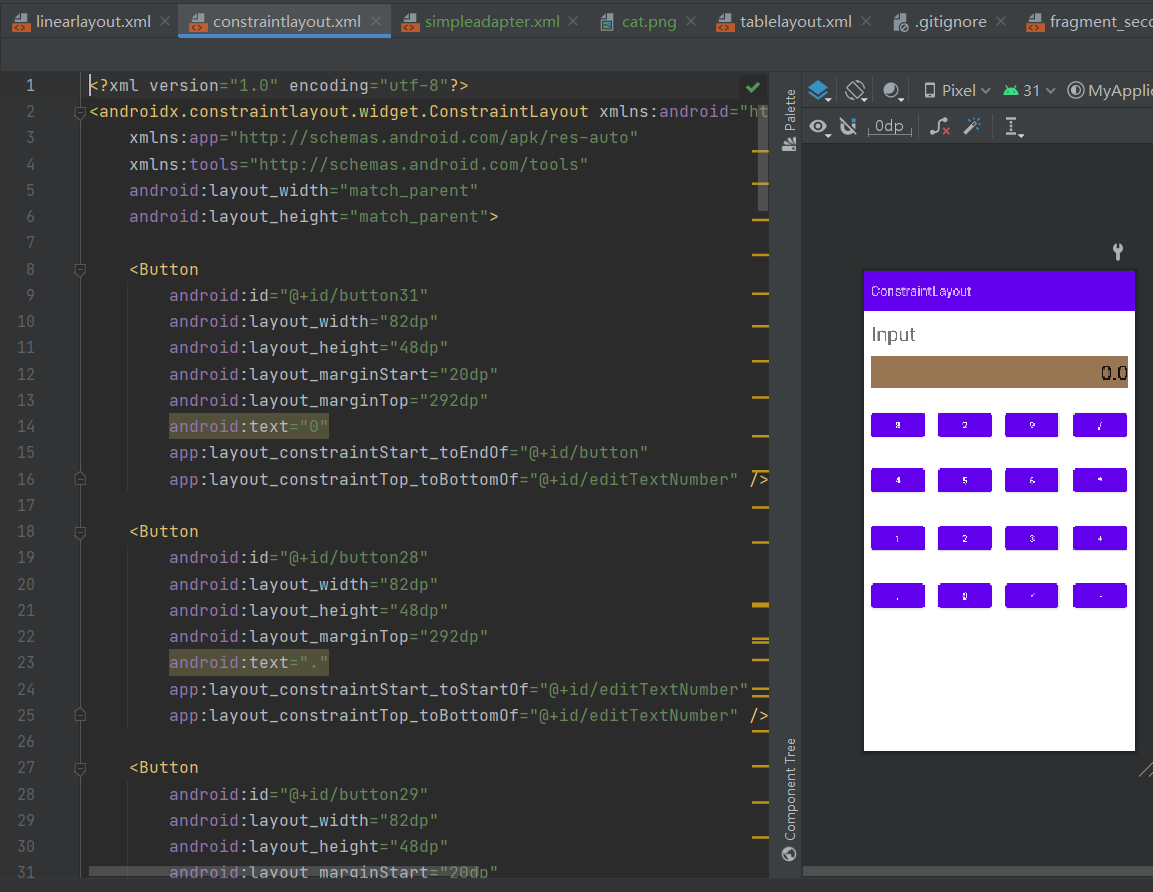 linearlayout.xml constraintlayout.xml simpleadapter.xml cat.png tablelayout.xml .gitignore fragment_sec
1 <?xml version="1.0" encoding="utf-8"?>
2 <androidx.constraintlayout.widget.ConstraintLayout xmlns:android="ht
3 xmlns:app="http://schemas.android.com/apk/res-auto"
4 xmlns:tools="http://schemas.android.com/tools"
5 android:layout_width="match_parent"
6 android:layout_height="match_parent">
7
8 <Button
9 android:id="@+id/button31"
10 android:layout_width="82dp"
11 android:layout_height="48dp"
12 android:layout_marginStart="20dp"
13 android:layout_marginTop="292dp"
14 android:text="0"
15 app:layout_constraintStart_toEndOf="@+id/button"
16 app:layout_constraintTop_toBottomOf="@+id/editTextNumber" />
17
18 <Button
19 android:id="@+id/button28"
20 android:layout_width="82dp"
21 android:layout_height="48dp"
22 android:layout_marginTop="292dp"
23 android:text="."
24 app:layout_constraintStart_toStartOf="@+id/editTextNumber"
25 app:layout_constraintTop_toBottomOf="@+id/editTextNumber" />
26
27 <Button
28 android:id="@+id/button29"
29 android:layout_width="82dp"
30 android:layout_height="48dp"
31 android:layout_marginStart="20dp"
Palette
Component Tree
Pixel 31 MyApplic
0dp
ConstraintLayout
Input
0.0
4 5 6 *
1 2 3 +